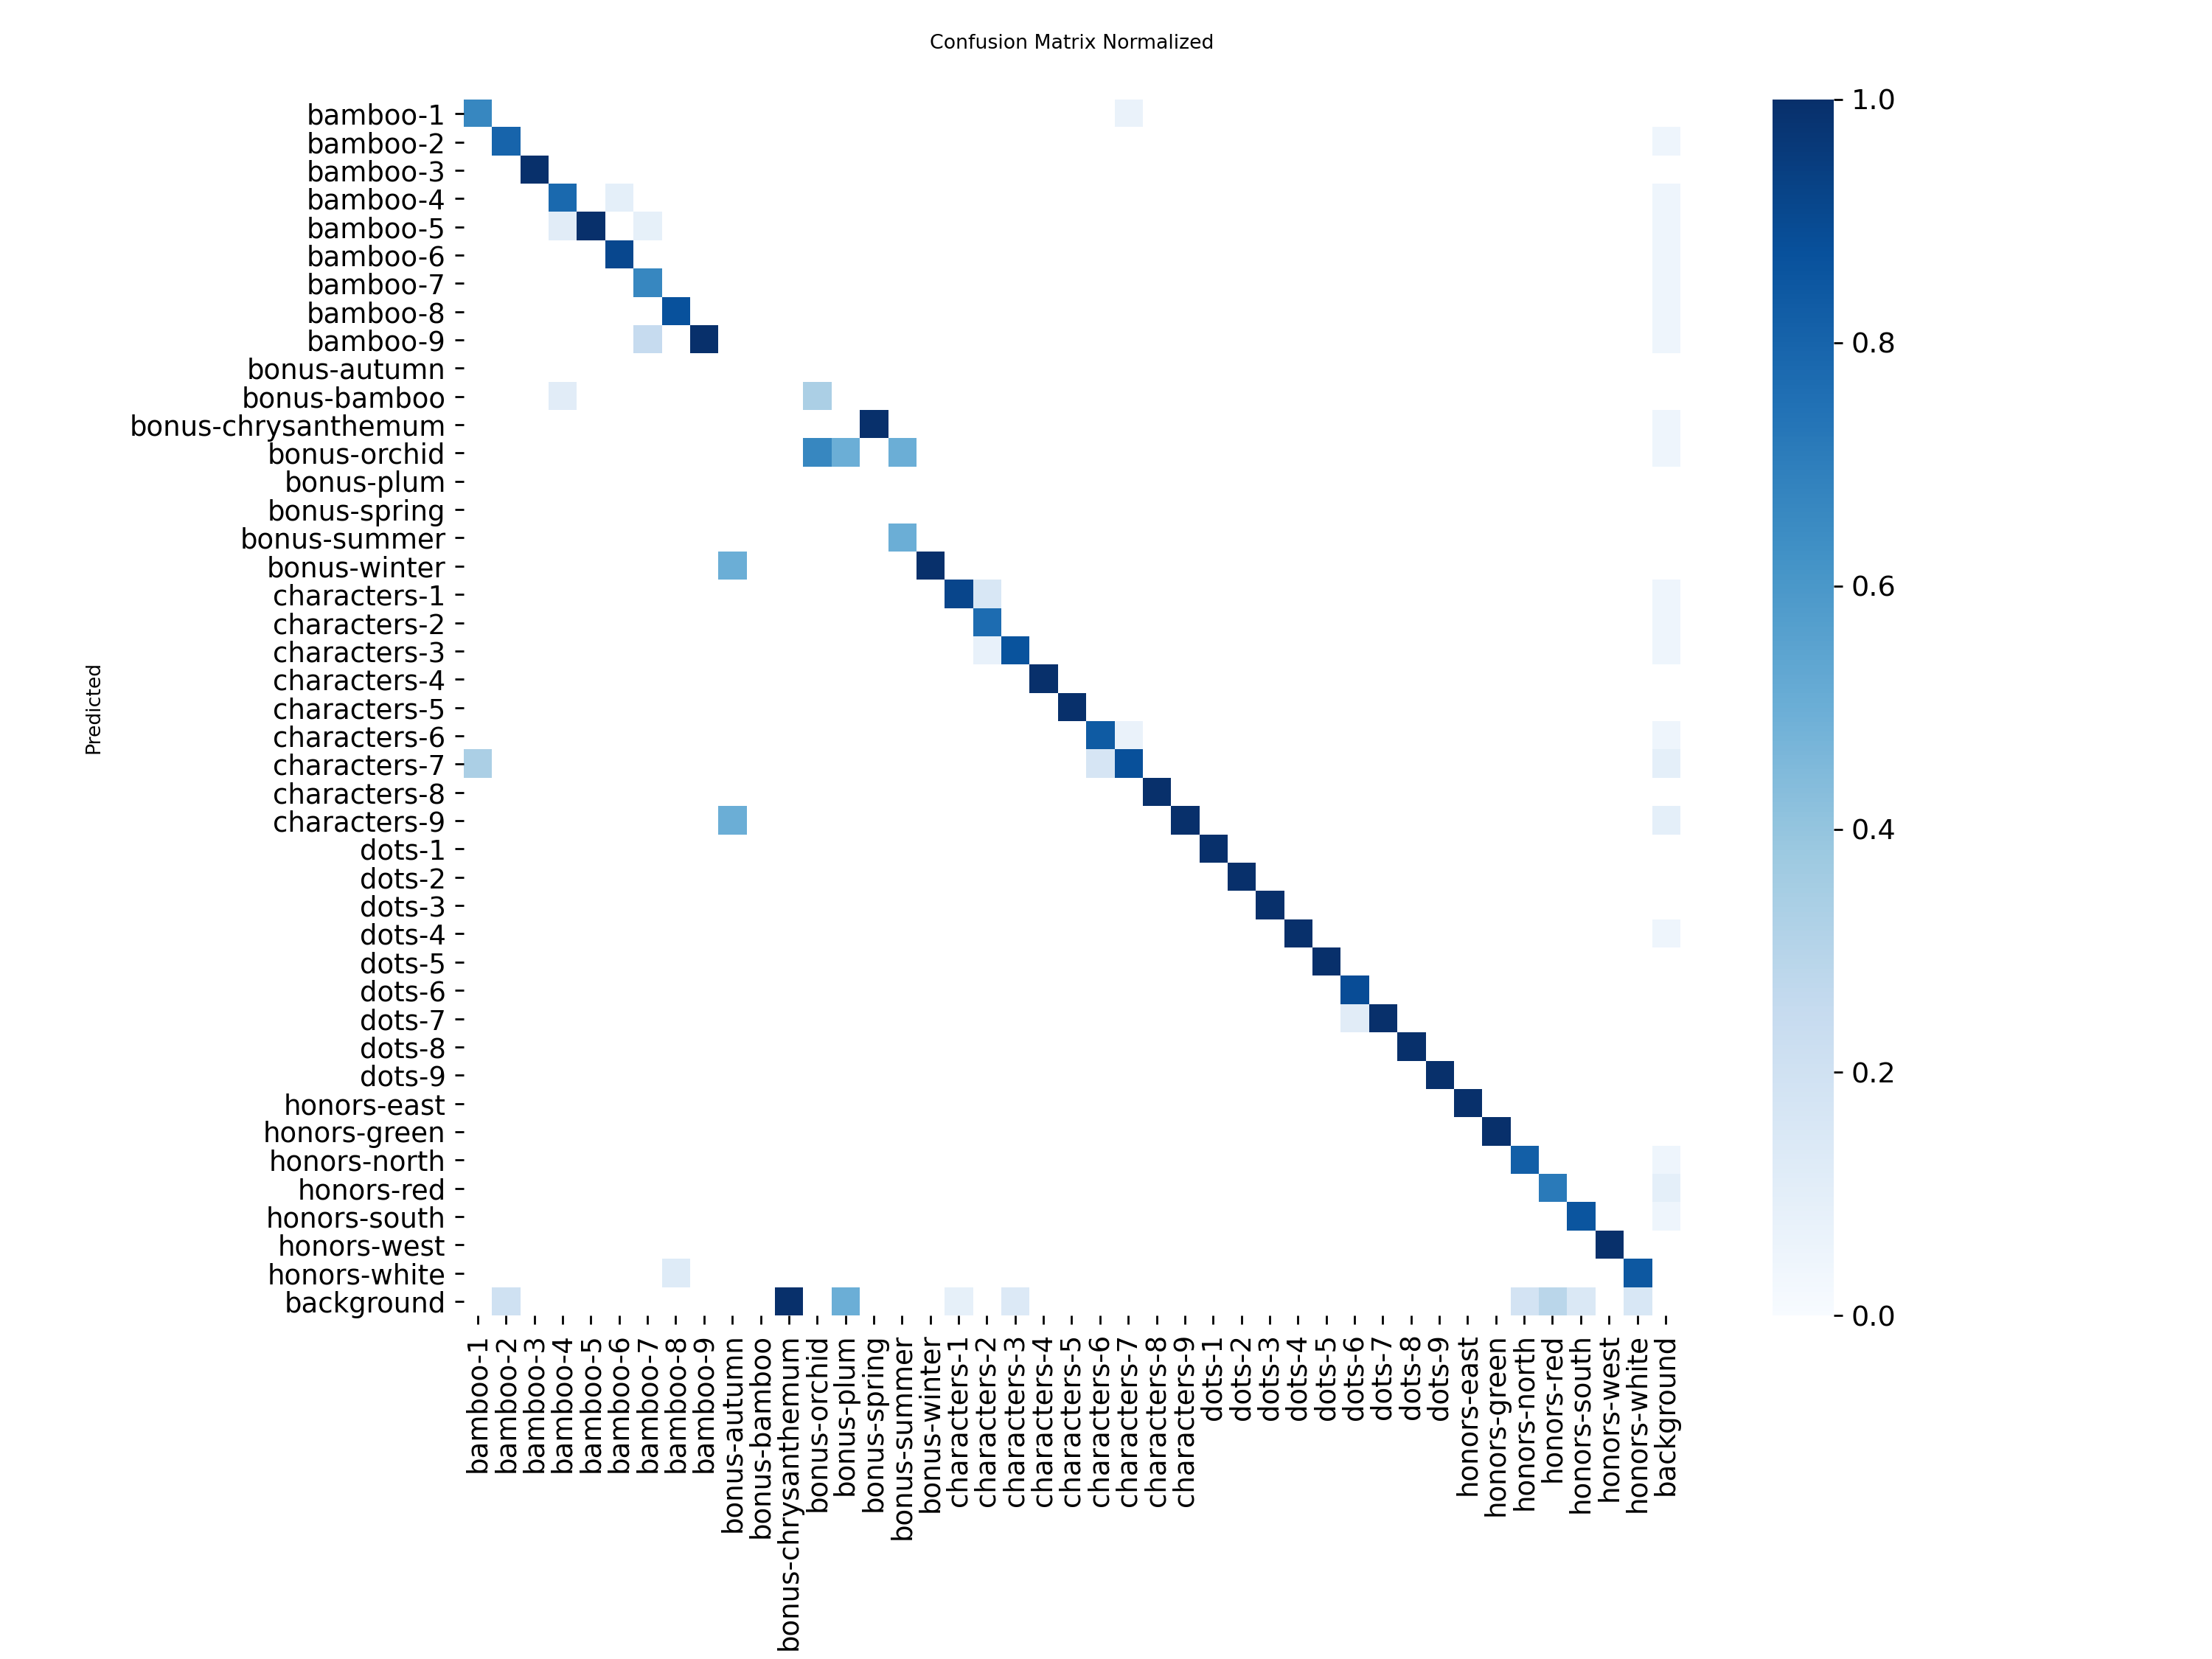 Confusion Matrix Normalized
Predicted
bamboo-1
bamboo-2
bamboo-3
bamboo-4
bamboo-5
bamboo-6
bamboo-7
bamboo-8
bamboo-9
bonus-autumn
bonus-bamboo
bonus-chrysanthemum
bonus-orchid
bonus-plum
bonus-spring
bonus-summer
bonus-winter
characters-1
characters-2
characters-3
characters-4
characters-5
characters-6
characters-7
characters-8
characters-9
dots-1
dots-2
dots-3
dots-4
dots-5
dots-6
dots-7
dots-8
dots-9
honors-east
honors-green
honors-north
honors-red
honors-south
honors-west
honors-white
background
bamboo-1
bamboo-2
bamboo-3
bamboo-4
bamboo-5
bamboo-6
bamboo-7
bamboo-8
bamboo-9
bonus-autumn
bonus-bamboo
bonus-chrysanthemum
bonus-orchid
bonus-plum
bonus-spring
bonus-summer
bonus-winter
characters-1
characters-2
characters-3
characters-4
characters-5
characters-6
characters-7
characters-8
characters-9
dots-1
dots-2
dots-3
dots-4
dots-5
dots-6
dots-7
dots-8
dots-9
honors-east
honors-green
honors-north
honors-red
honors-south
honors-west
honors-white
background
1.0
0.8
0.6
0.4
0.2
0.0